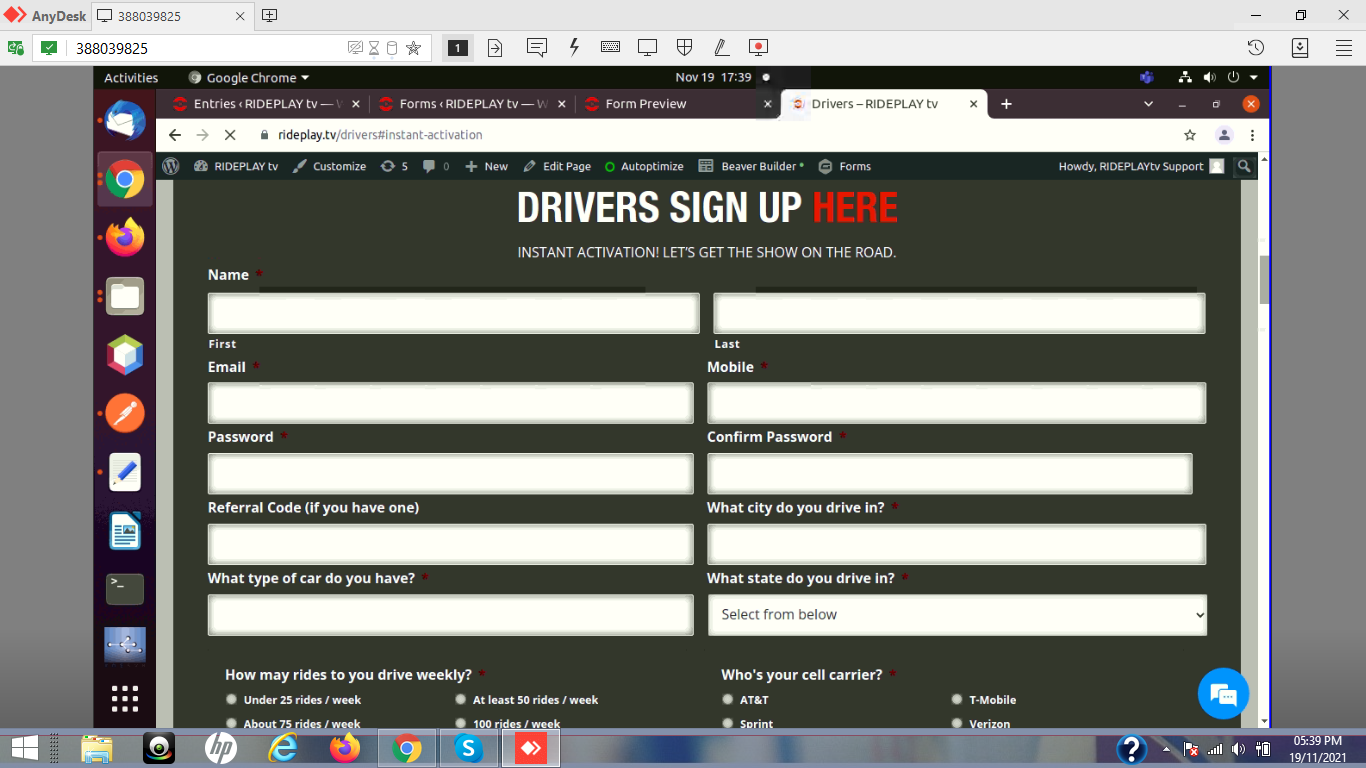 AnyDesk 388039825
388039825 1
Activities Google Chrome Nov 19 17:39
Entries ‹ RIDEPLAY tv — W Forms ‹ RIDEPLAY tv — W Form Preview Drivers – RIDEPLAY tv
rideplay.tv/drivers#instant-activation
RIDEPLAY tv Customize 5 0 New Edit Page Autoptimize Beaver Builder Forms Howdy, RIDEPLAYtv Support
DRIVERS SIGN UP HERE
INSTANT ACTIVATION! LET'S GET THE SHOW ON THE ROAD.
Name *
First Last
Email * Mobile *
Password * Confirm Password *
Referral Code (if you have one) What city do you drive in? *
What type of car do you have? * What state do you drive in? *
Select from below
How may rides to you drive weekly? * Who's your cell carrier? *
Under 25 rides / week At least 50 rides / week AT&T T-Mobile
About 75 rides / week 100 rides / week Sprint Verizon
05:39 PM
19/11/2021